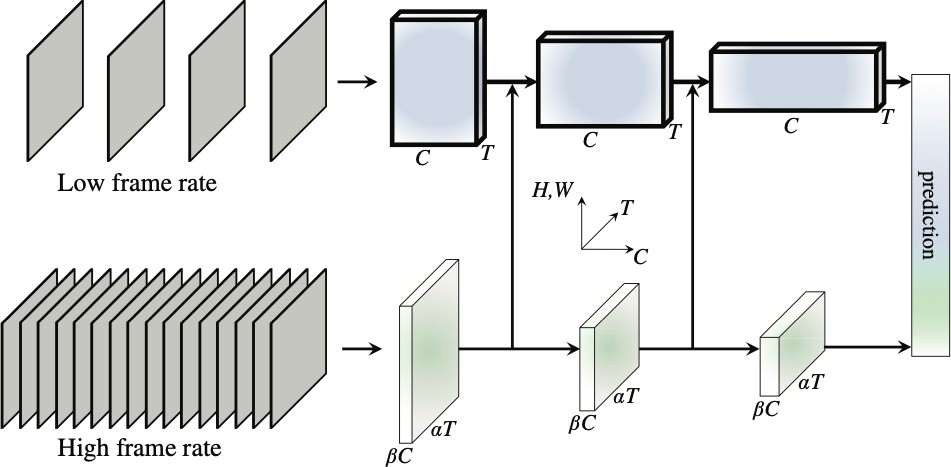 C
T
C
T
C
T
Low frame rate
H,W
T
C
prediction
High frame rate
βC
αT
βC
αT
βC
αT